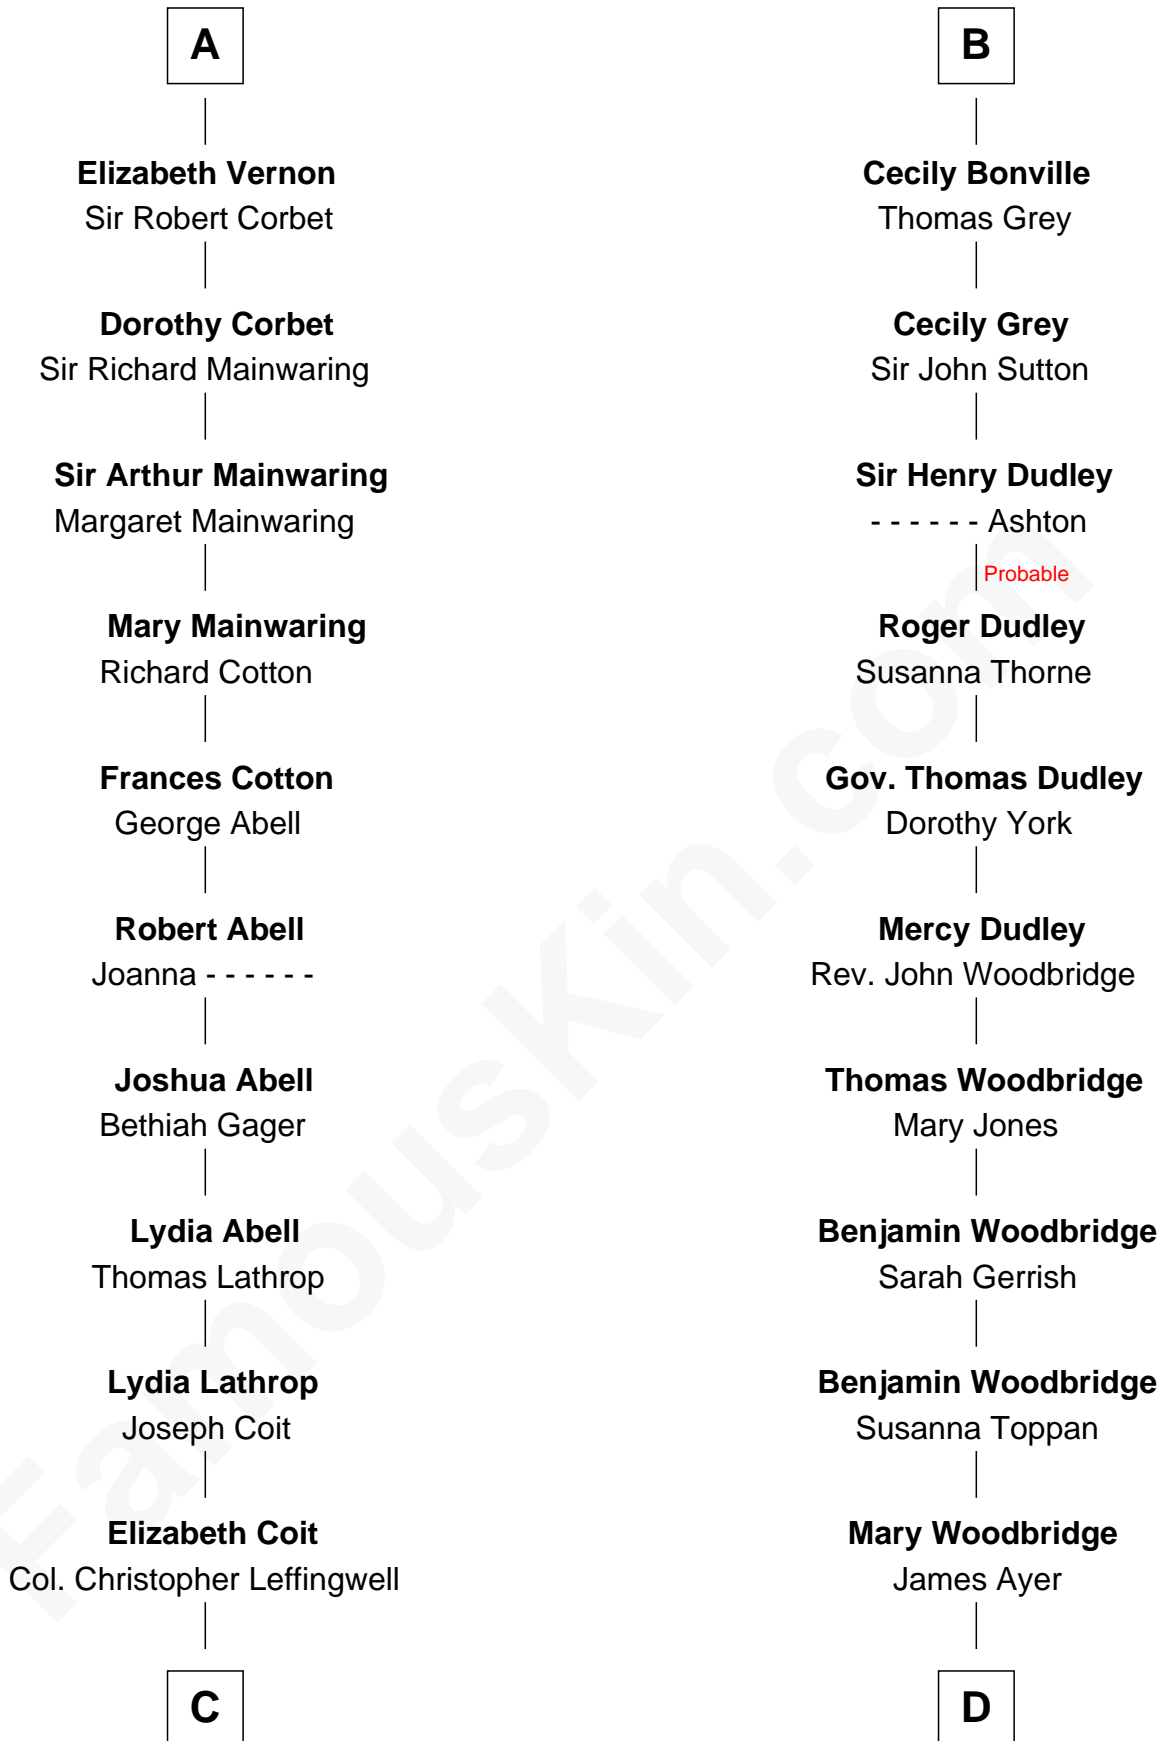 A
Elizabeth Vernon
Sir Robert Corbet
Dorothy Corbet
Sir Richard Mainwaring
Sir Arthur Mainwaring
Margaret Mainwaring
Mary Mainwaring
Richard Cotton
Frances Cotton
George Abell
Robert Abell
Joanna - - - - - -
Joshua Abell
Bethiah Gager
Lydia Abell
Thomas Lathrop
Lydia Lathrop
Joseph Coit
Elizabeth Coit
Col. Christopher Leffingwell
C
B
Cecily Bonville
Thomas Grey
Cecily Grey
Sir John Sutton
Sir Henry Dudley
- - - - - - Ashton
Probable
Roger Dudley
Susanna Thorne
Gov. Thomas Dudley
Dorothy York
Mercy Dudley
Rev. John Woodbridge
Thomas Woodbridge
Mary Jones
Benjamin Woodbridge
Sarah Gerrish
Benjamin Woodbridge
Susanna Toppan
Mary Woodbridge
James Ayer
D
FamousKin.com